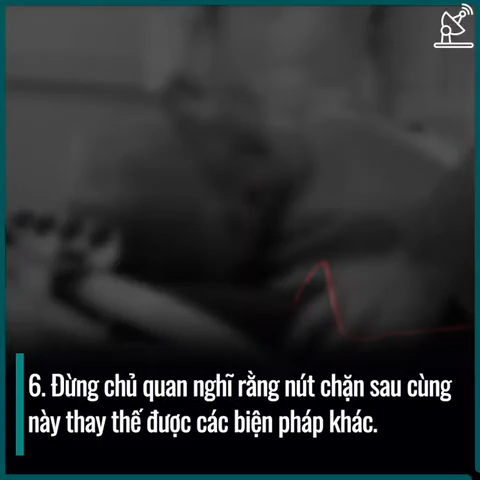 6. Đừng chủ quan nghĩ rằng nút chặn sau cùng
này thay thế được các biện pháp khác.